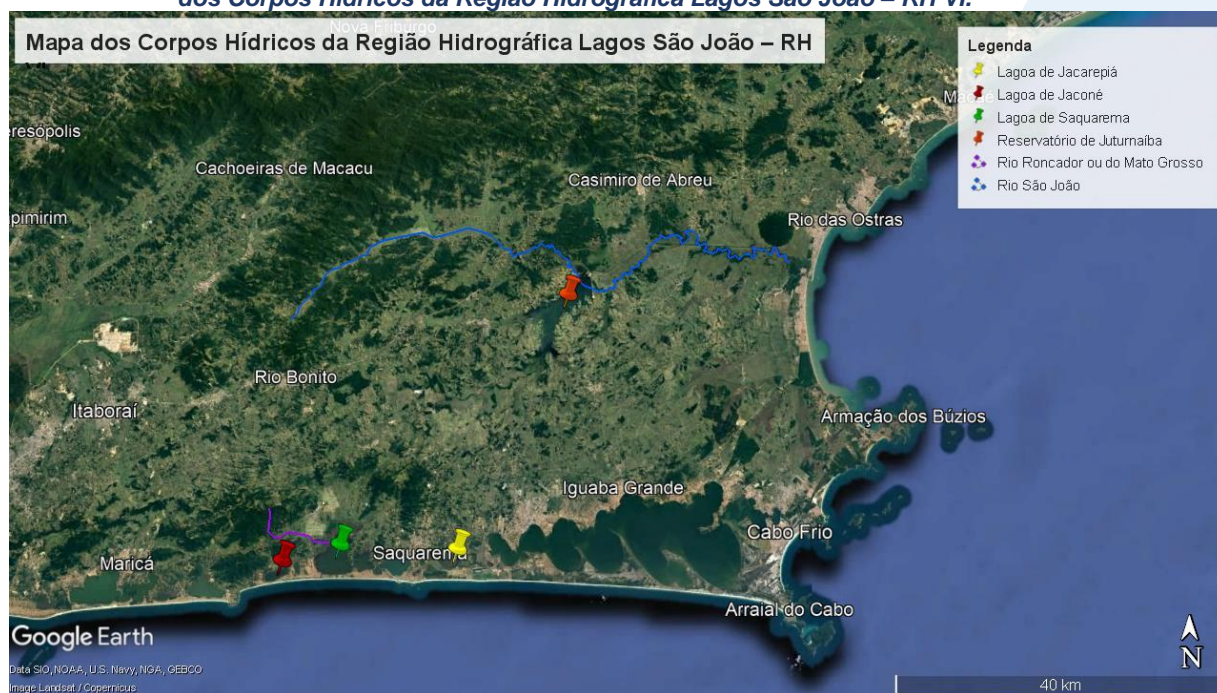 dos Corpos Hídricos da Região Hidrográfica Lagos São João – RH VI.
Mapa dos Corpos Hídricos da Região Hidrográfica Lagos São João – RH
Nova Friburgo
Legenda
Lagoa de Jacarepiá
Lagoa de Jaconé
Lagoa de Saquarema
Reservatório de Juturnaíba
Rio Roncador ou do Mato Grosso
Rio São João
eresópolis
Cachoeiras de Macacu
Casimiro de Abreu
apimirim
Rio das Ostras
Rio Bonito
Itaboraí
Armação dos Búzios
Iguaba Grande
Cabo Frio
Saquarema
Maricá
Arraial do Cabo
Google Earth
Data SIO, NOAA, U.S. Navy, NGA, GEBCO
Image Landsat / Copernicus
N
40 km